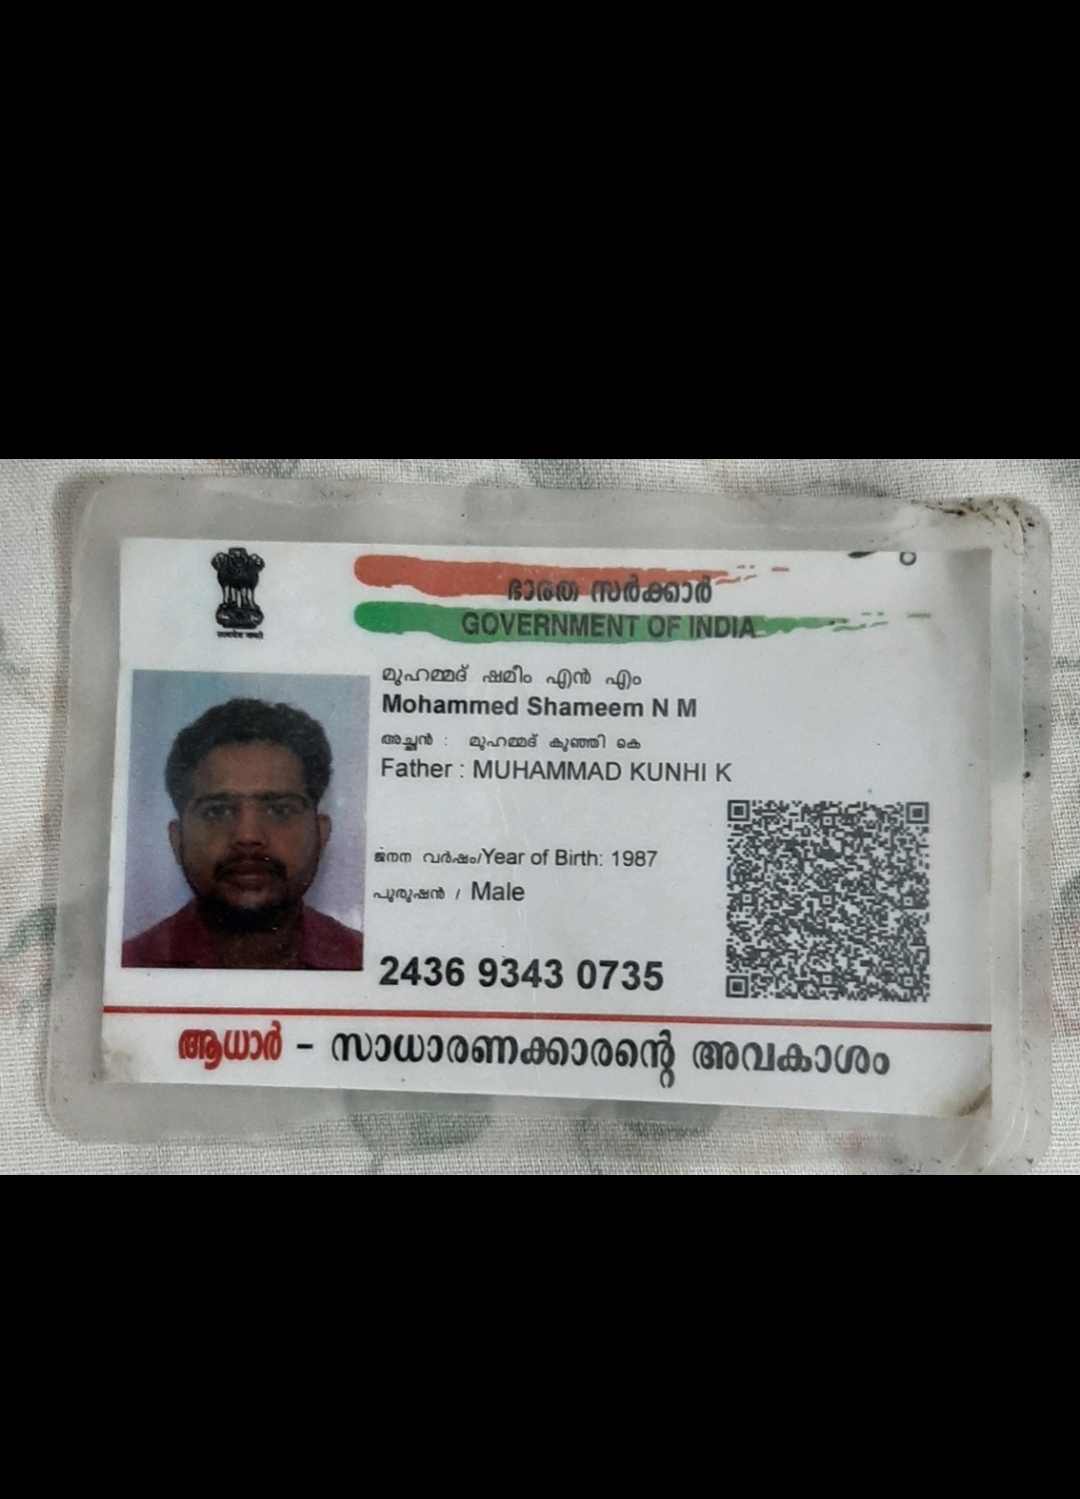 ഭാരത സർക്കാർ
GOVERNMENT OF INDIA
മുഹമ്മദ് ഷമീം എൻ എം
Mohammed Shameem N M
അച്ഛൻ : മുഹമ്മദ് കുഞ്ഞി കെ
Father : MUHAMMAD KUNHI K
ജനന വർഷം/Year of Birth: 1987
പുരുഷൻ / Male
2436 9343 0735
ആധാർ - സാധാരണക്കാരന്റെ അവകാശം